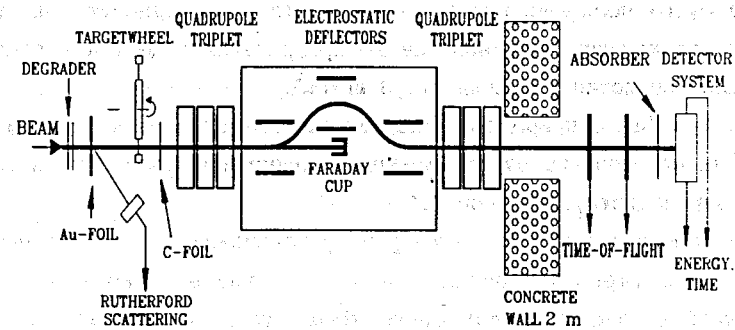 QUADRUPOLE
TRIPLET
ELECTROSTATIC
DEFLECTORS
QUADRUPOLE
TRIPLET
TARGETWHEEL
DEGRADER
ABSORBER
DETECTOR
SYSTEM
BEAM
FARADAY
CUP
Au-FOIL
C-FOIL
TIME-OF-FLIGHT
ENERGY,
TIME
RUTHERFORD
SCATTERING
CONCRETE
WALL 2 m